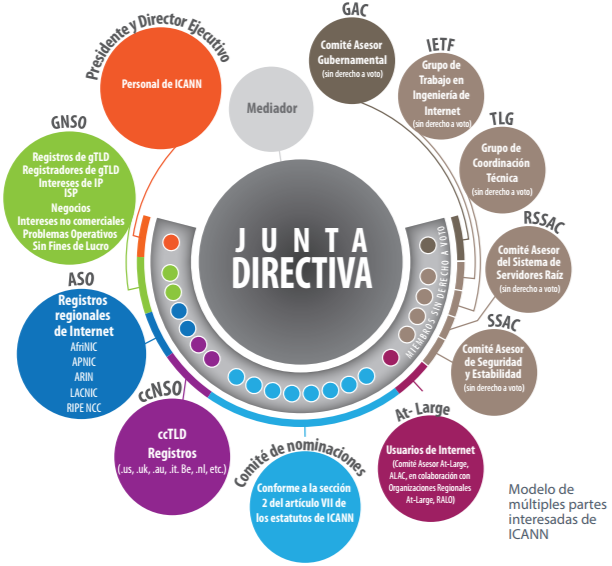 Presidente y Director Ejecutivo
Personal de ICANN
Mediador
GAC
Comité Asesor
Gubernamental
(sin derecho a voto)
IETF
Grupo de
Trabajo en
Ingeniería de
Internet
(sin derecho a voto)
TLG
Grupo de
Coordinación
Técnica
(sin derecho a voto)
RSSAC
Comité Asesor
del Sistema de
Servidores Raíz
(sin derecho a voto)
SSAC
Comité Asesor
de Seguridad
y Estabilidad
(sin derecho a voto)
GNSO
Registros de gTLD
Registradores de gTLD
Intereses de IP
ISP
Negocios
Intereses no comerciales
Problemas Operativos
Sin Fines de Lucro
JUNTA
DIRECTIVA
MIEMBROS SIN DERECHO A VOTO
ASO
Registros
regionales
de Internet
AfriNIC
APNIC
ARIN
LACNIC
RIPE NCC
ccNSO
ccTLD
Registros
(.us, .uk, .au, .it. Be, .nl, etc.)
Comité de nominaciones
Conforme a la sección
2 del artículo VII de
los estatutos de ICANN
At- Large
Usuarios de Internet
(Comité Asesor At-Large,
ALAC, en colaboración con
Organizaciones Regionales
At-Large, RALO)
Modelo de
múltiples partes
interesadas de
ICANN